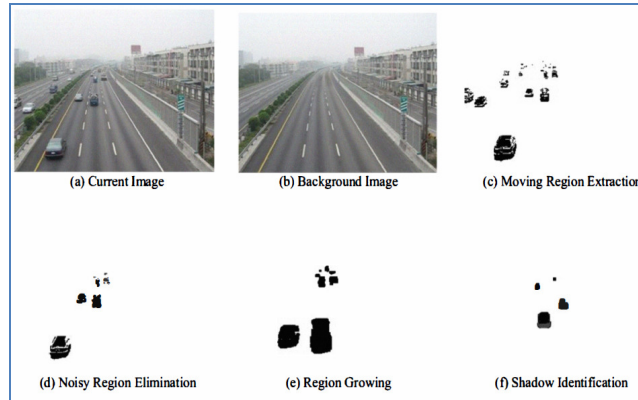 (a) Current Image
(b) Background Image
(c) Moving Region Extraction
(d) Noisy Region Elimination
(e) Region Growing
(f) Shadow Identification